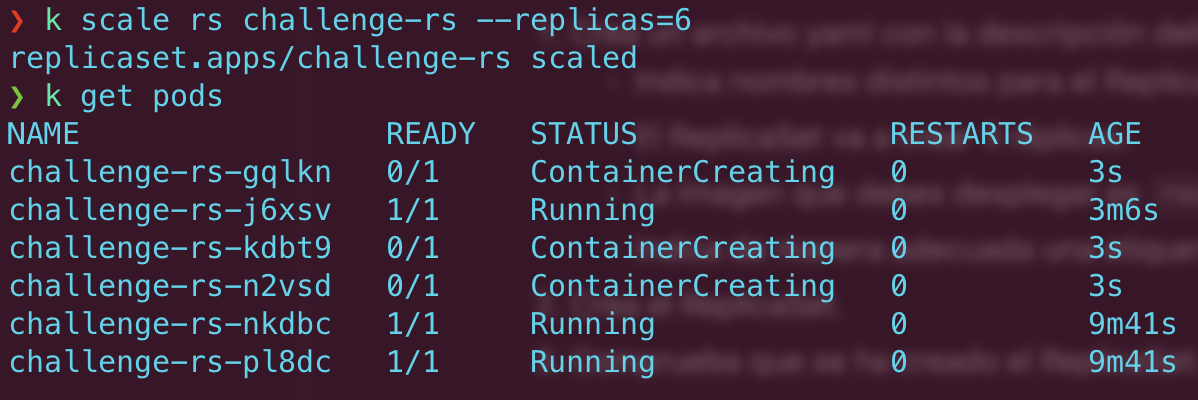 ❯ k scale rs challenge-rs --replicas=6
replicaset.apps/challenge-rs scaled
❯ k get pods
NAME                 READY   STATUS              RESTARTS   AGE
challenge-rs-gqlkn   0/1     ContainerCreating   0          3s
challenge-rs-j6xsv   1/1     Running             0          3m6s
challenge-rs-kdbt9   0/1     ContainerCreating   0          3s
challenge-rs-n2vsd   0/1     ContainerCreating   0          3s
challenge-rs-nkdbc   1/1     Running             0          9m41s
challenge-rs-pl8dc   1/1     Running             0          9m41s